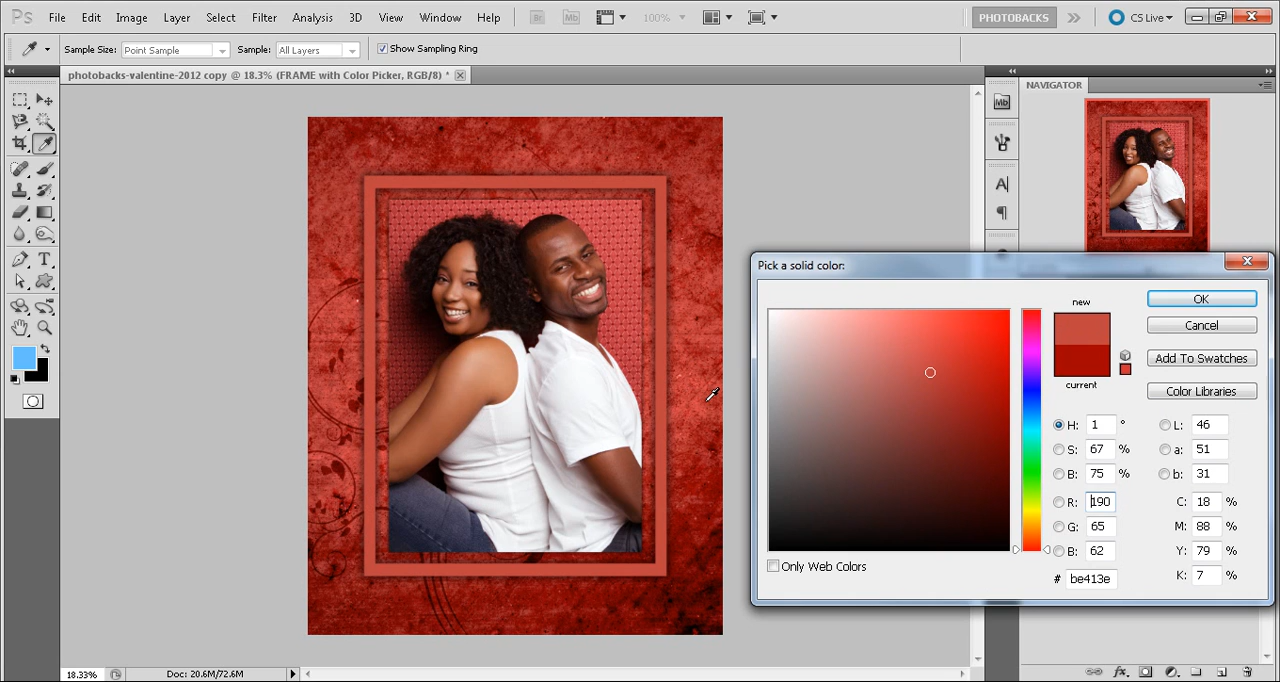 Ps File Edit Image Layer Select Filter Analysis 3D View Window Help Br Mb 100% PHOTOBACKS CS Live
Sample Size: Point Sample Sample: All Layers Show Sampling Ring
photobacks-valentine-2012 copy @ 18.3% (FRAME with Color Picker, RGB/8) *
NAVIGATOR
Mb
A
T
Pick a solid color:
new
current
OK
Cancel
Add To Swatches
Color Libraries
H: 1 ° L: 46
S: 67 % a: 51
B: 75 % b: 31
R: 190 C: 18 %
G: 65 M: 88 %
B: 62 Y: 79 %
# be413e K: 7 %
Only Web Colors
18.33% Doc: 20.6M/72.6M fx